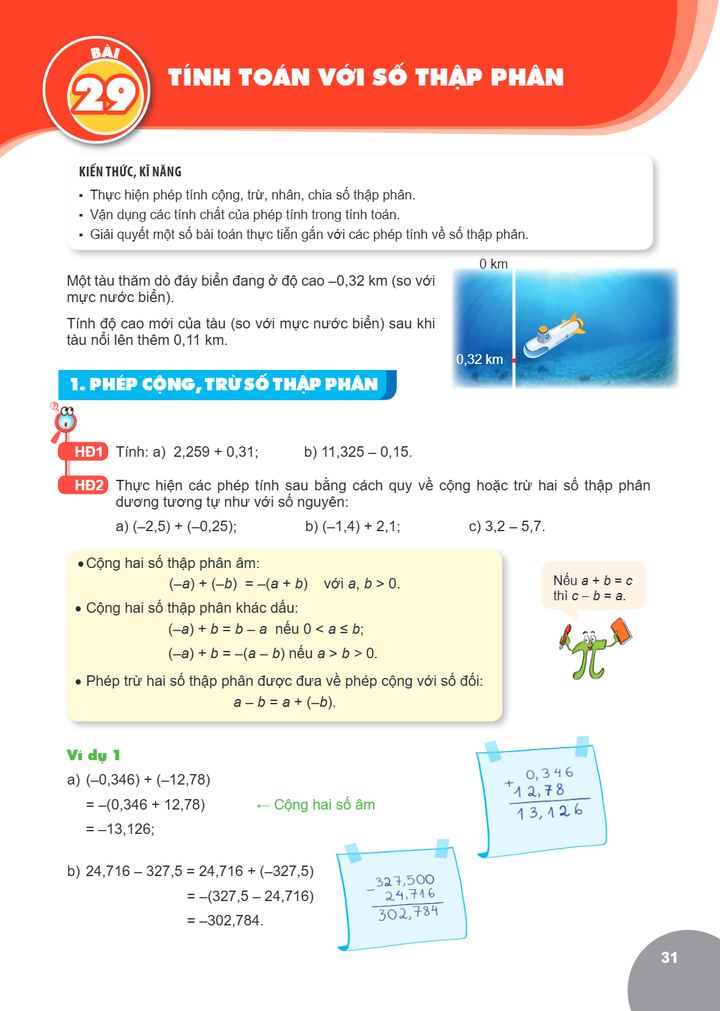 BÀI
29
TÍNH TOÁN VỚI SỐ THẬP PHÂN
KIẾN THỨC, KĨ NĂNG
▪ Thực hiện phép tính cộng, trừ, nhân, chia số thập phân.
▪ Vận dụng các tính chất của phép tính trong tính toán.
▪ Giải quyết một số bài toán thực tiễn gắn với các phép tính về số thập phân.
Một tàu thăm dò đáy biển đang ở độ cao –0,32 km (so với
mực nước biển).
Tính độ cao mới của tàu (so với mực nước biển) sau khi
tàu nổi lên thêm 0,11 km.
0 km
0,32 km
1. PHÉP CỘNG, TRỪ SỐ THẬP PHÂN
HĐ1 Tính: a) 2,259 + 0,31; b) 11,325 – 0,15.
HĐ2 Thực hiện các phép tính sau bằng cách quy về cộng hoặc trừ hai số thập phân
dương tương tự như với số nguyên:
a) (–2,5) + (–0,25); b) (–1,4) + 2,1; c) 3,2 – 5,7.
• Cộng hai số thập phân âm:
(–a) + (–b) = –(a + b) với a, b > 0.
• Cộng hai số thập phân khác dấu:
(–a) + b = b – a nếu 0 < a ≤ b;
(–a) + b = –(a – b) nếu a > b > 0.
• Phép trừ hai số thập phân được đưa về phép cộng với số đối:
a – b = a + (–b).
Nếu a + b = c
thì c – b = a.
Ví dụ 1
a) (–0,346) + (–12,78)
= –(0,346 + 12,78) ← Cộng hai số âm
= –13,126;
0,346
+
12,78
13,126
b) 24,716 – 327,5 = 24,716 + (–327,5)
= –(327,5 – 24,716)
= –302,784.
327,500
–
24,716
302,784
31